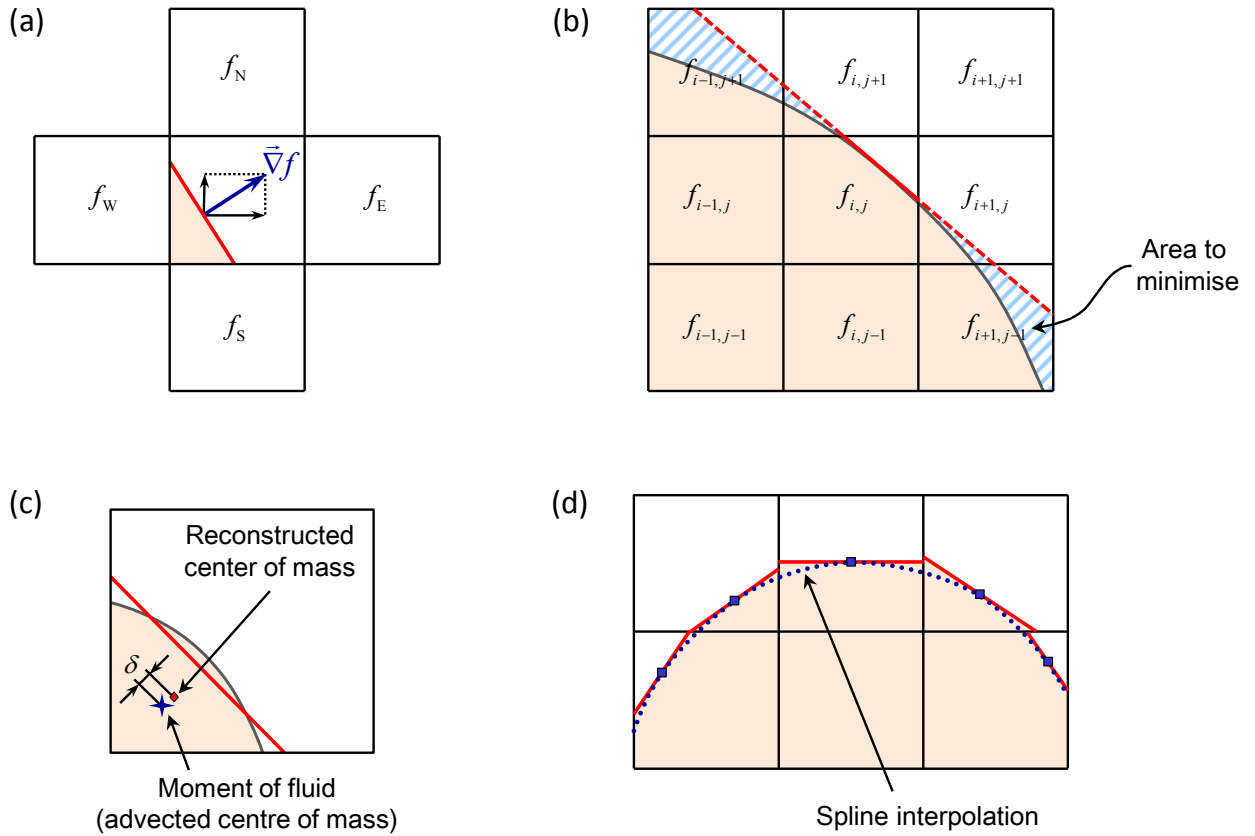 (a)
f_N
f_W
∇⃗f
f_E
f_S
(b)
f_{i-1,j+1}
f_{i,j+1}
f_{i+1,j+1}
f_{i-1,j}
f_{i,j}
f_{i+1,j}
f_{i-1,j-1}
f_{i,j-1}
f_{i+1,j-1}
Area to
minimise
(c)
Reconstructed
center of mass
δ
Moment of fluid
(advected centre of mass)
(d)
Spline interpolation